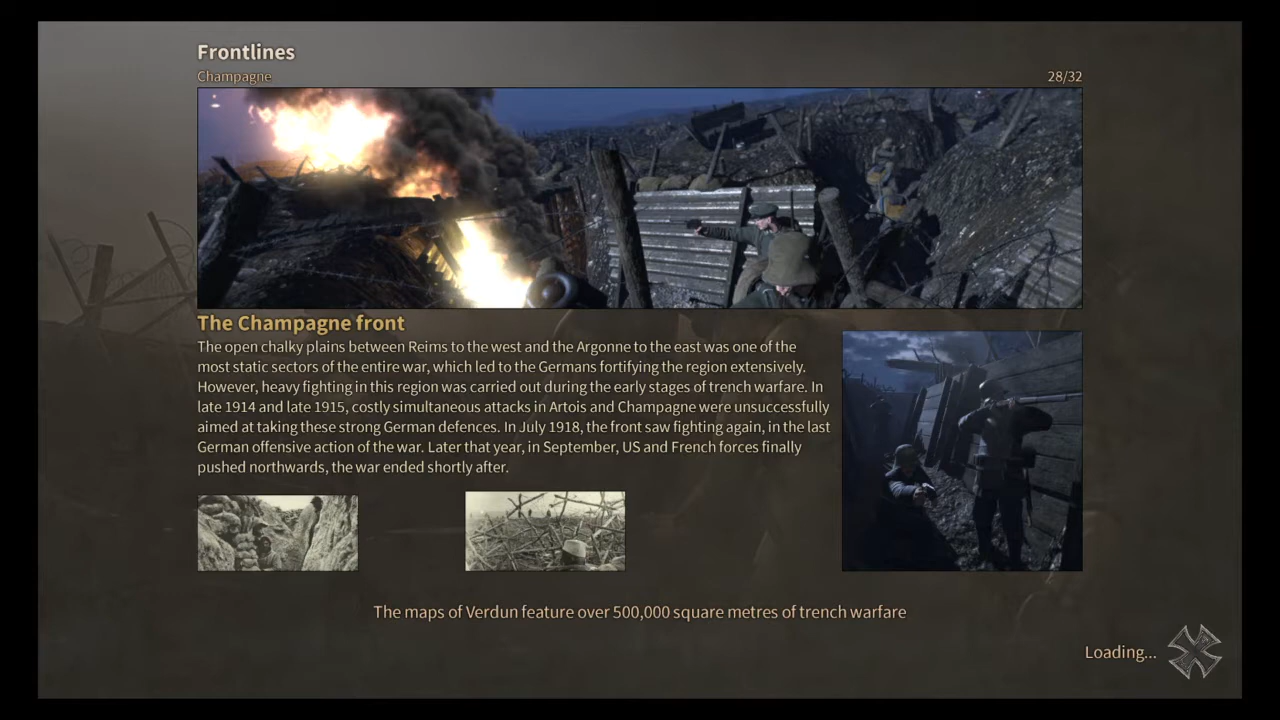 Frontlines
Champagne
28/32
The Champagne front
The open chalky plains between Reims to the west and the Argonne to the east was one of the
most static sectors of the entire war, which led to the Germans fortifying the region extensively.
However, heavy fighting in this region was carried out during the early stages of trench warfare. In
late 1914 and late 1915, costly simultaneous attacks in Artois and Champagne were unsuccessfully
aimed at taking these strong German defences. In July 1918, the front saw fighting again, in the last
German offensive action of the war. Later that year, in September, US and French forces finally
pushed northwards, the war ended shortly after.
The maps of Verdun feature over 500,000 square metres of trench warfare
Loading...